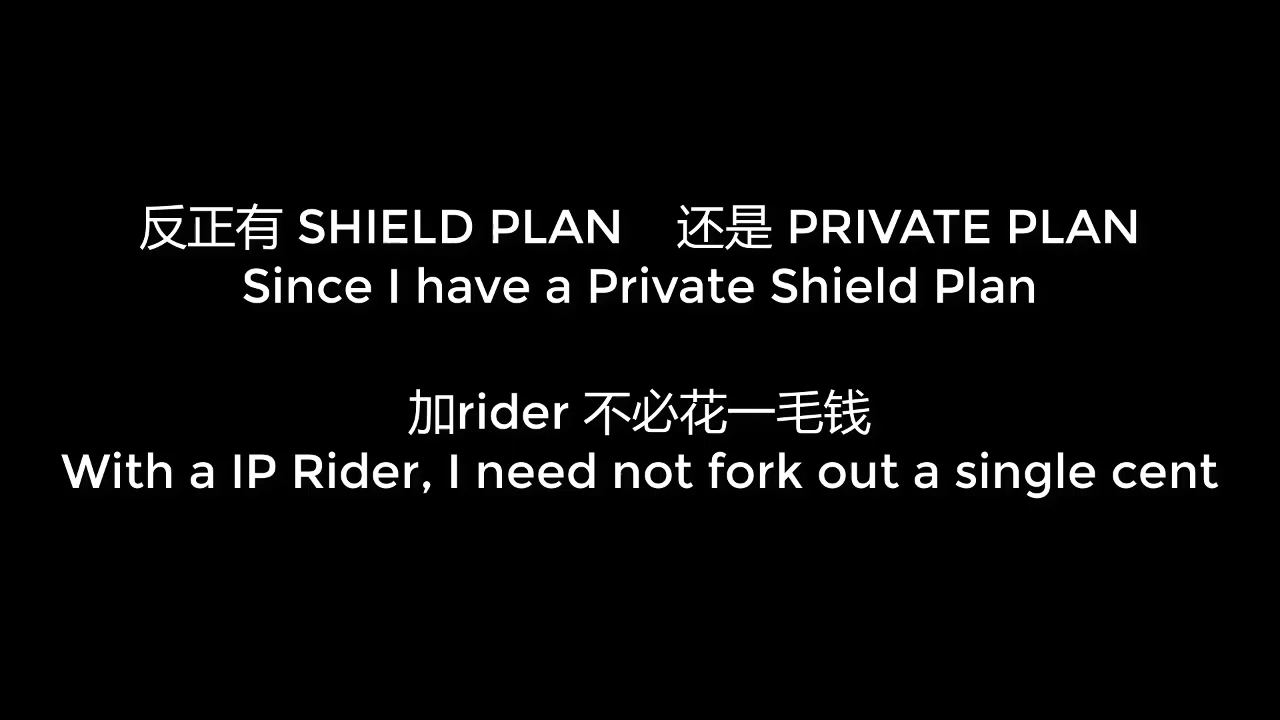 反正有 SHIELD PLAN 还是 PRIVATE PLAN
Since I have a Private Shield Plan
加rider 不必花一毛钱
With a IP Rider, I need not fork out a single cent